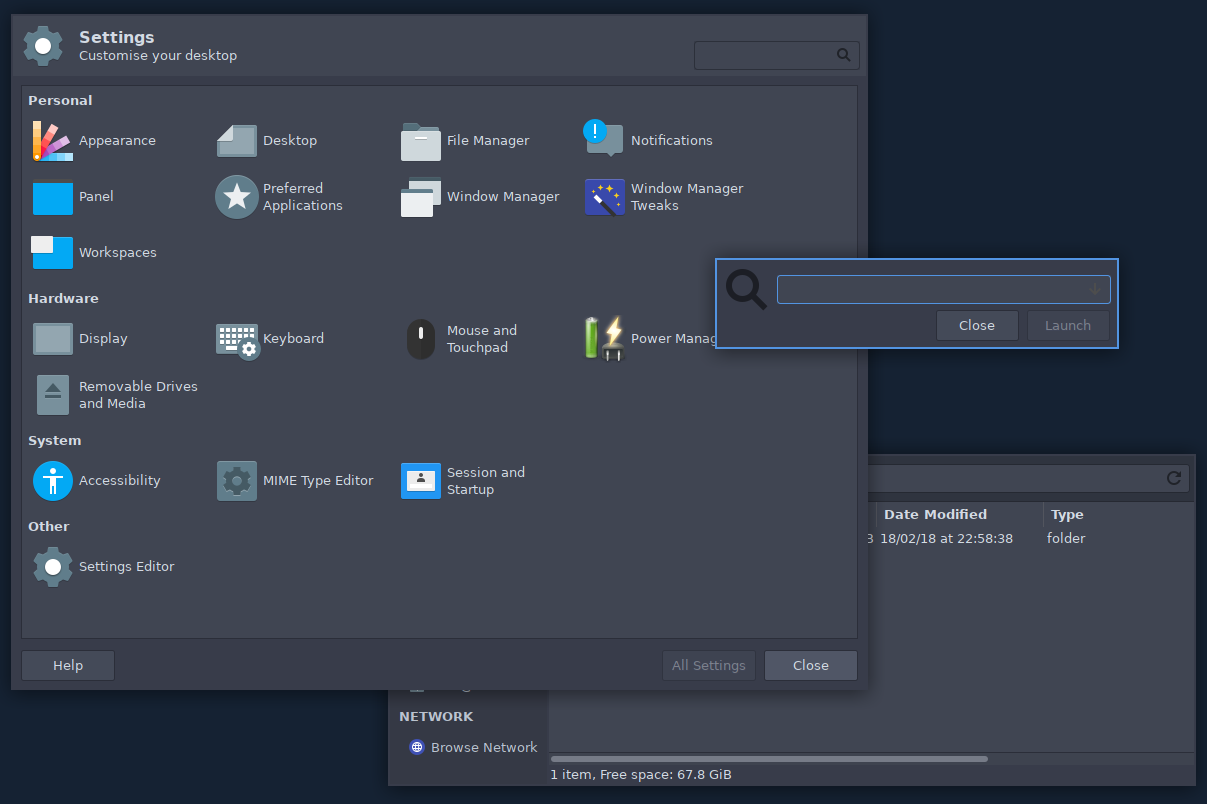 Settings
Customise your desktop
Personal
Appearance
Desktop
File Manager
Notifications
Panel
Preferred
Applications
Window Manager
Window Manager
Tweaks
Workspaces
Hardware
Display
Keyboard
Mouse and
Touchpad
Power
Removable Drives
and Media
System
Accessibility
MIME Type Editor
Session and
Startup
Other
Settings Editor
Help
All Settings
Close
Close
Launch
Date Modified
Type
18/02/18 at 22:58:38
folder
NETWORK
Browse Network
1 item, Free space: 67.8 GiB